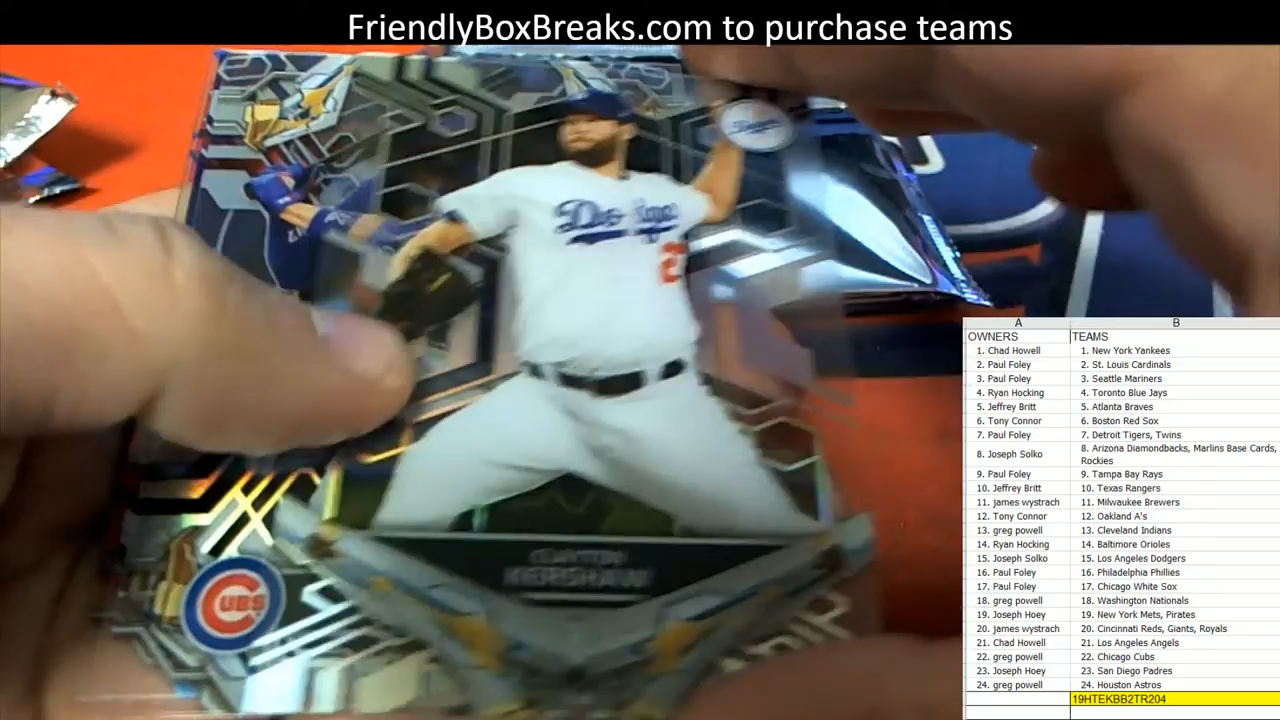 FriendlyBoxBreaks.com to purchase teams
Dodgers
CLAYTON
KERSHAW
CUBS
A B
OWNERS TEAMS
1. Chad Howell 1. New York Yankees
2. Paul Foley 2. St. Louis Cardinals
3. Paul Foley 3. Seattle Mariners
4. Ryan Hocking 4. Toronto Blue Jays
5. Jeffrey Britt 5. Atlanta Braves
6. Tony Connor 6. Boston Red Sox
7. Paul Foley 7. Detroit Tigers, Twins
8. Joseph Solko 8. Arizona Diamondbacks, Marlins Base Cards,
Rockies
9. Paul Foley 9. Tampa Bay Rays
10. Jeffrey Britt 10. Texas Rangers
11. james wystrach 11. Milwaukee Brewers
12. Tony Connor 12. Oakland A's
13. greg powell 13. Cleveland Indians
14. Ryan Hocking 14. Baltimore Orioles
15. Joseph Solko 15. Los Angeles Dodgers
16. Paul Foley 16. Philadelphia Phillies
17. Paul Foley 17. Chicago White Sox
18. greg powell 18. Washington Nationals
19. Joseph Hoey 19. New York Mets, Pirates
20. james wystrach 20. Cincinnati Reds, Giants, Royals
21. Chad Howell 21. Los Angeles Angels
22. greg powell 22. Chicago Cubs
23. Joseph Hoey 23. San Diego Padres
24. greg powell 24. Houston Astros
19HTEKBB2TR204